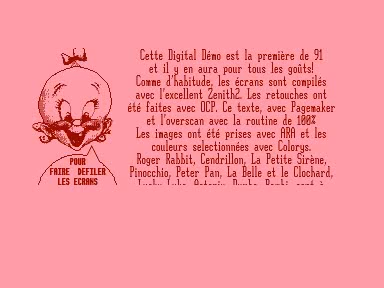 Cette Digital Démo est la première de 91
et il y en aura pour tous les goûts!
Comme d'habitude, les écrans sont compilés
avec l'excellent Zenith2. Les retouches ont
été faites avec OCP. Ce texte, avec Pagemaker
et l'overscan avec la routine de 100%
Les images ont été prises avec ARA et les
couleurs selectionnées avec Colorys.
Roger Rabbit, Cendrillon, La Petite Sirène,
Pinocchio, Peter Pan, La Belle et le Clochard,
POUR
FAIRE DEFILER
LES ECRANS